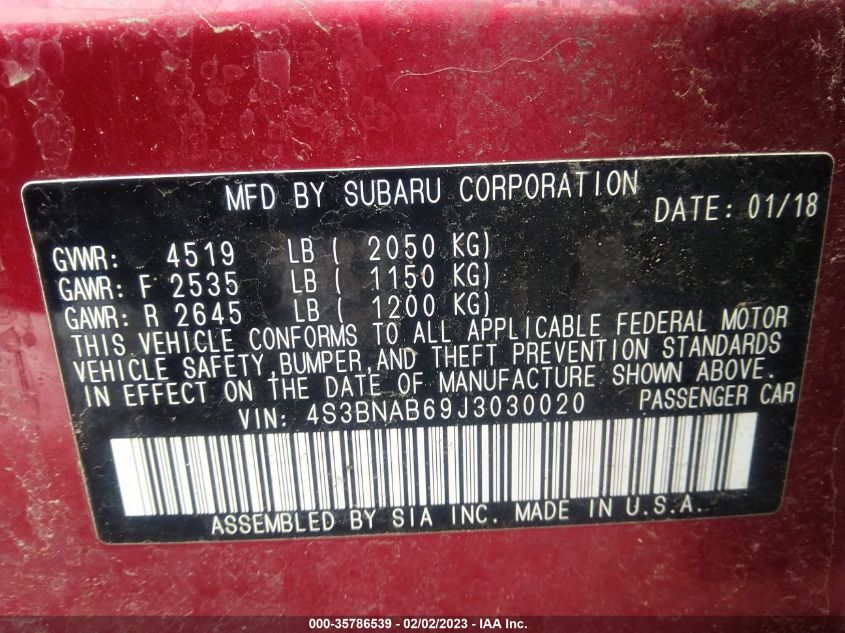 MFD BY SUBARU CORPORATION
DATE: 01/18
GVWR: 4519 LB ( 2050 KG)
GAWR: F 2535 LB ( 1150 KG)
GAWR: R 2645 LB ( 1200 KG)
THIS VEHICLE CONFORMS TO ALL APPLICABLE FEDERAL MOTOR
VEHICLE SAFETY,BUMPER,AND THEFT PREVENTION STANDARDS
IN EFFECT ON THE DATE OF MANUFACTURE SHOWN ABOVE.
VIN: 4S3BNAB69J3030020 PASSENGER CAR
ASSEMBLED BY SIA INC. MADE IN U.S.A.
000-35786539 - 02/02/2023 - IAA Inc.